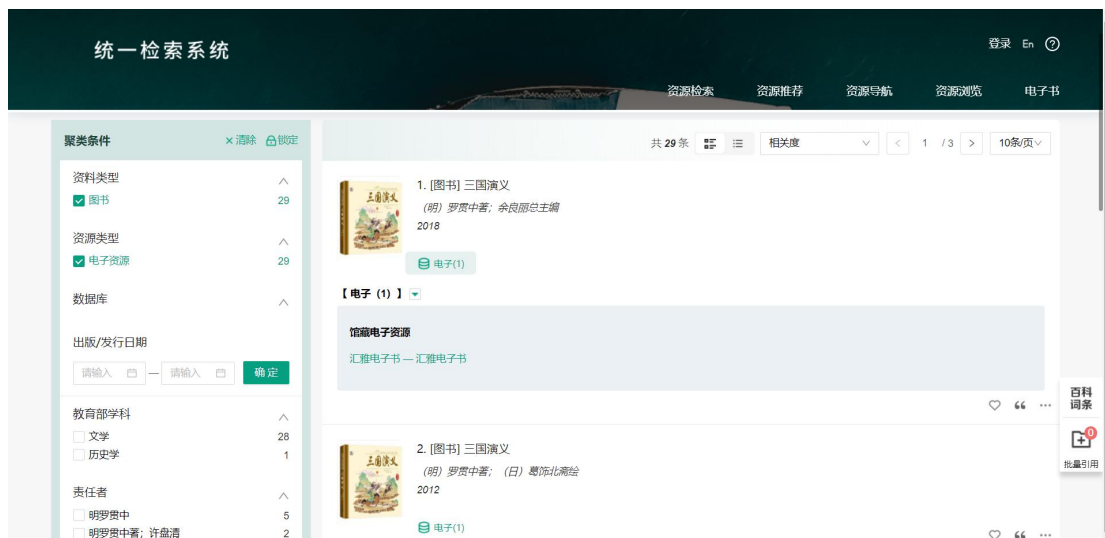 统一检索系统
登录 En ?
资源检索 资源推荐 资源导航 资源浏览 电子书
聚类条件 ×清除 锁定
资料类型
图书 29
资源类型
电子资源 29
数据库
出版/发行日期
请输入 — 请输入 确 定
教育部学科
文学 28
历史学 1
责任者
明罗贯中 5
明罗贯中著；许盘清 2
共 29 条 相关度 < 1 / 3 > 10条/页
三国演义
1. [图书] 三国演义
（明）罗贯中著；余良丽总主编
2018
电子(1)
【 电子（1）】
馆藏电子资源
汇雅电子书 — 汇雅电子书
三国演义
2. [图书] 三国演义
（明）罗贯中著；（日）葛饰北斋绘
2012
电子(1)
百科
词条
0
批量引用